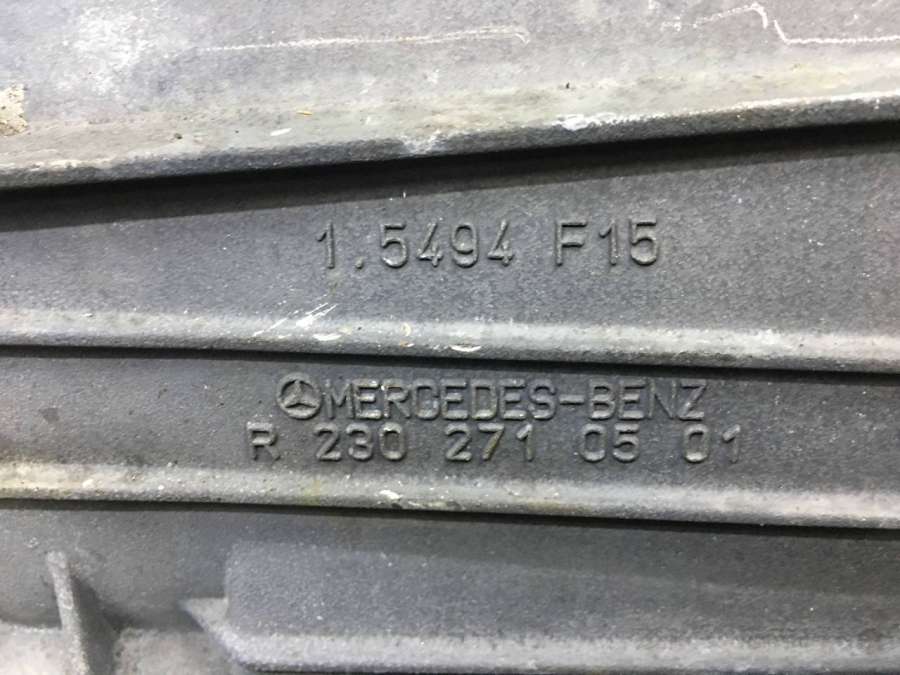 1.5494 F15
MERCEDES-BENZ
R 230 271 05 01